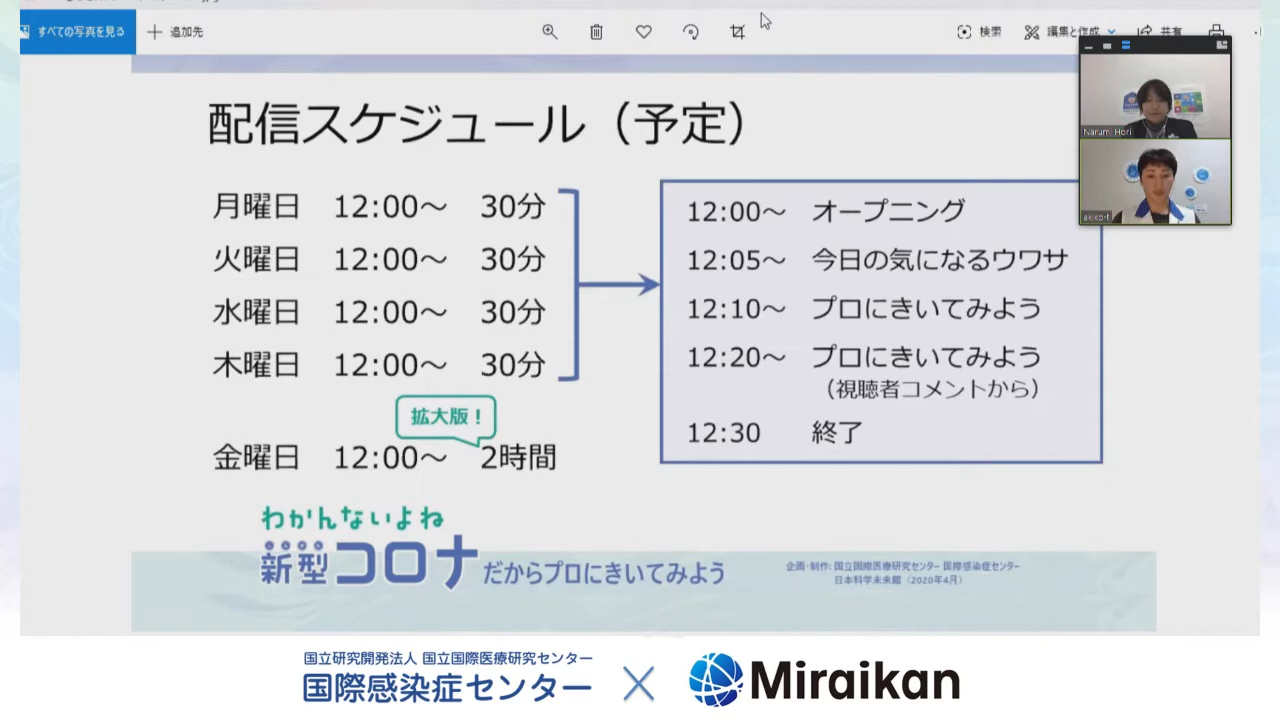 すべての写真を見る
追加先
検索
編集と作成
共有
配信スケジュール（予定）
月曜日 12:00～ 30分
火曜日 12:00～ 30分
水曜日 12:00～ 30分
木曜日 12:00～ 30分
拡大版！
金曜日 12:00～ 2時間
12:00～ オープニング
12:05～ 今日の気になるウワサ
12:10～ プロにきいてみよう
12:20～ プロにきいてみよう
（視聴者コメントから）
12:30 終了
Narumi Hori
akiko-t
わかんないよね
新型コロナ だからプロにきいてみよう
企画・制作: 国立国際医療研究センター 国際感染症センター
日本科学未来館（2020年4月）
国立研究開発法人 国立国際医療研究センター
国際感染症センター
×
Miraikan